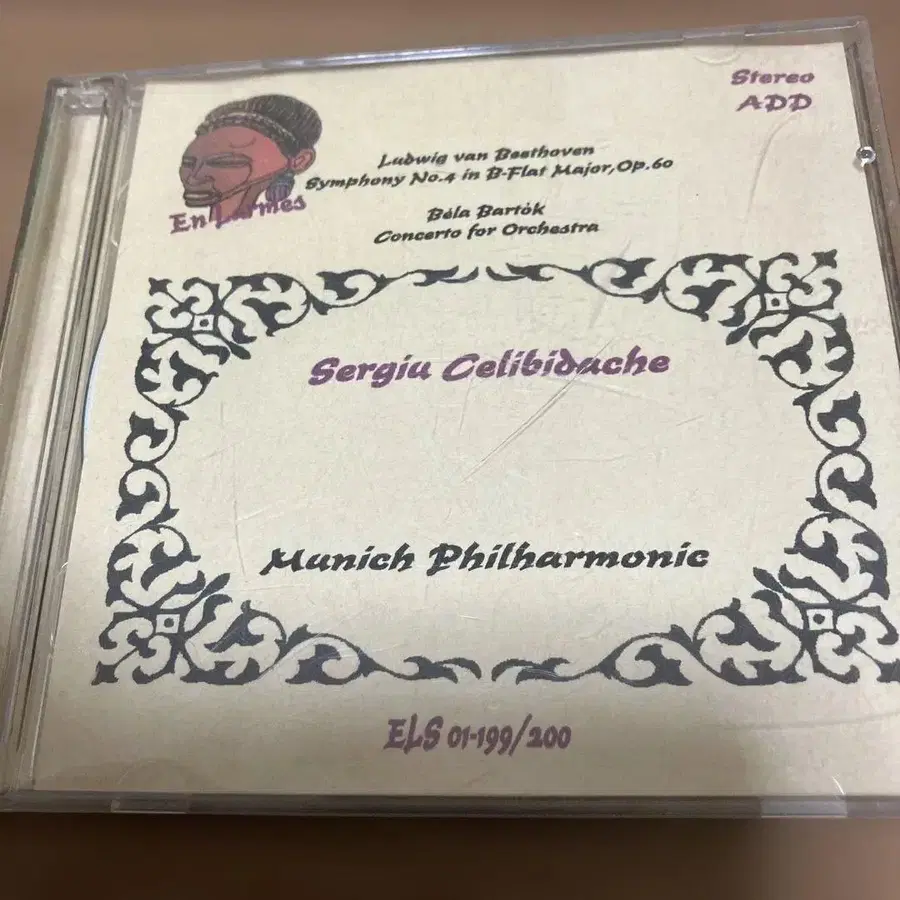 Stereo
ADD
En Larmes
Ludwig van Beethoven
Symphony No.4 in B-Flat Major,Op.60
Béla Bartók
Concerto for Orchestra
Sergiu Celibidache
Munich Philharmonic
ELS 01-199/200